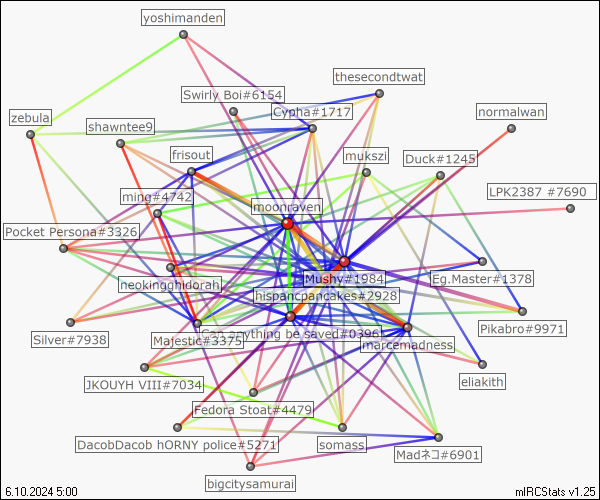 yoshimanden
thesecondtwat
Swirly Boi#6154
Cypha#1717
normalwan
zebula
shawntee9
frisout
mukszi
Duck#1245
LPK2387 #7690
ming#4742
moonraven
Pocket Persona#3326
Mushy#1984
Eg.Master#1378
neokingghidorah
hispancpancakes#2928
Pikabro#9971
Silver#7938
Majestic#3375
Can anything be saved#0396
marcemadness
JKOUYH VIII#7034
eliakith
Fedora Stoat#4479
DacobDacob hORNY police#5271
somass
Madネコ#6901
bigcitysamurai
6.10.2024 5:00
mIRCStats v1.25